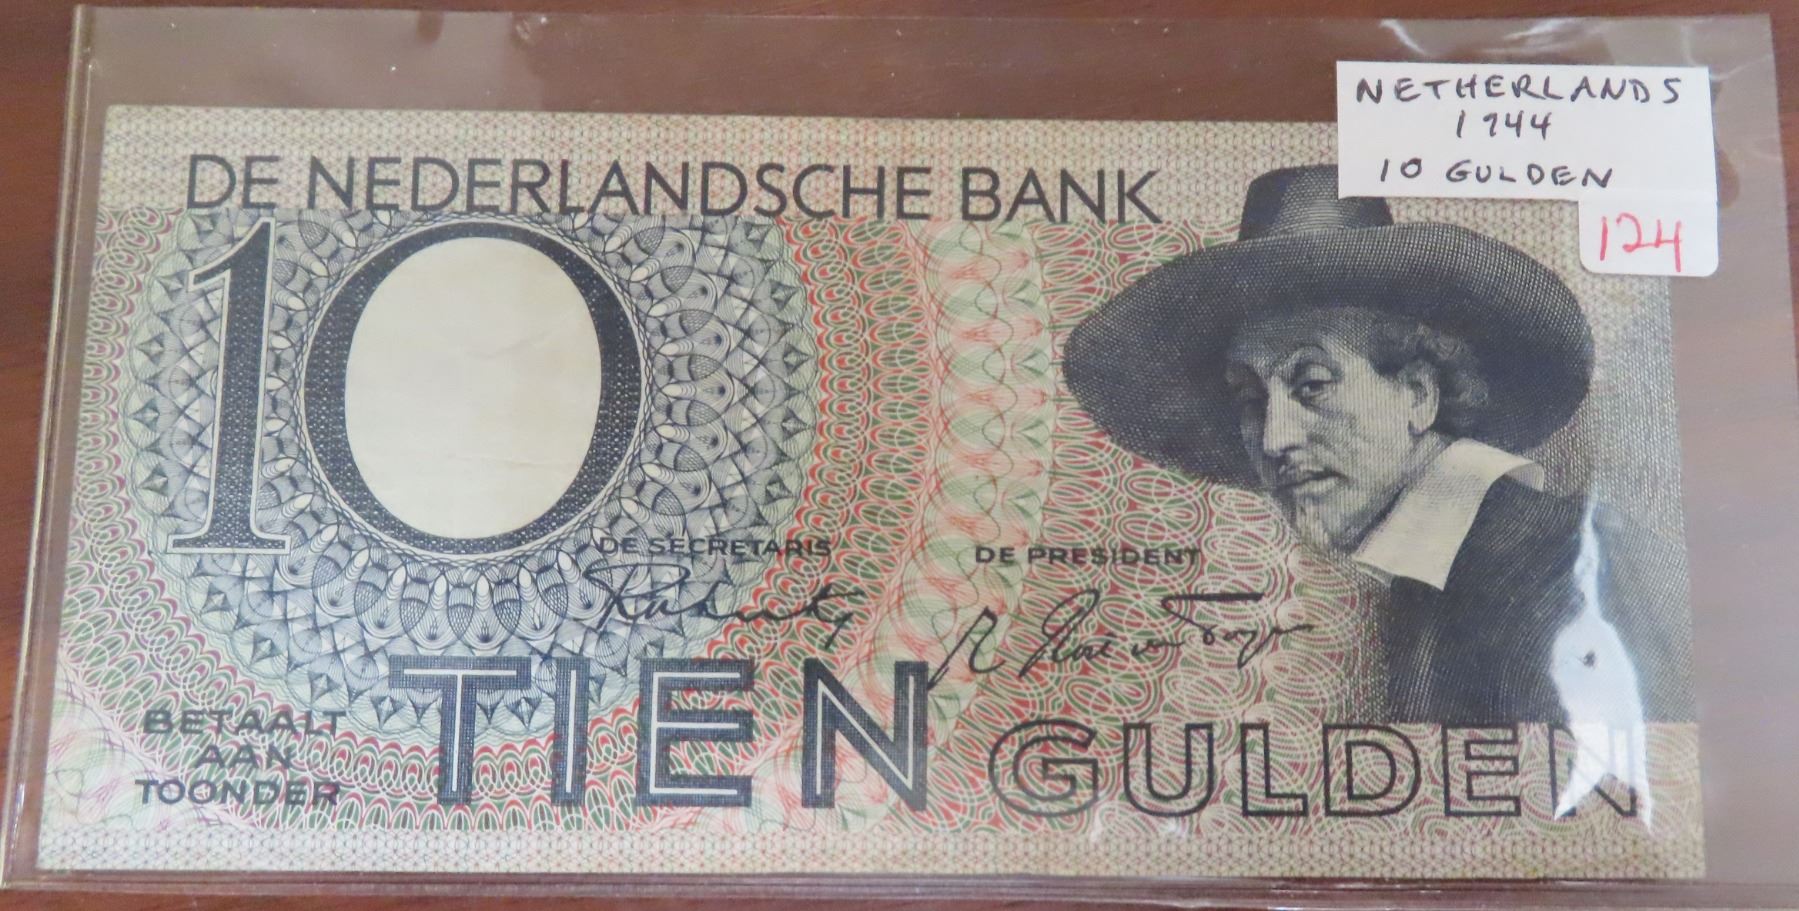 NETHERLANDS
1944
10 GULDEN
124
DE NEDERLANDSCHE BANK
10
DE SECRETARIS
DE PRESIDENT
TIEN GULDEN
BETAALT
AAN
TOONDER